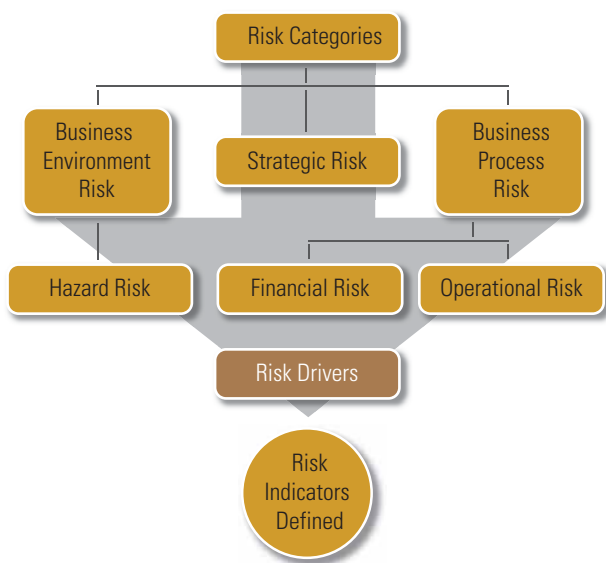 Risk Categories
Business
Environment
Risk
Strategic Risk
Business
Process
Risk
Hazard Risk
Financial Risk
Operational Risk
Risk Drivers
Risk
Indicators
Defined